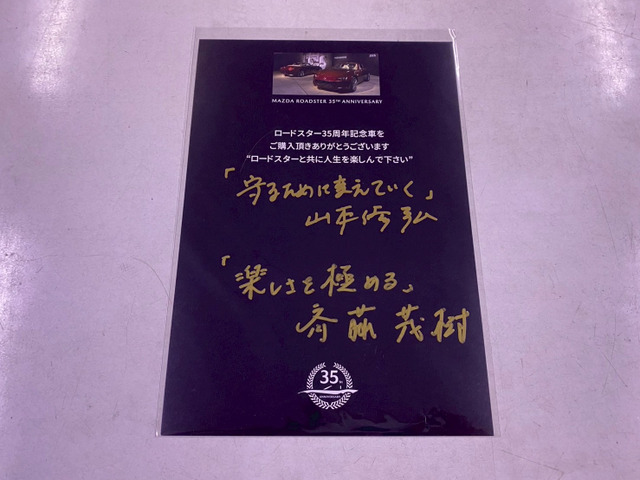 MAZDA ROADSTER 35TH ANNIVERSARY
ロードスター35周年記念車を
ご購入頂きありがとうございます
“ロードスターと共に人生を楽しんで下さい”
「守るために変えていく」
山平修弘
「楽しさを極める」
斉藤茂樹
35
ANNIVERSARY